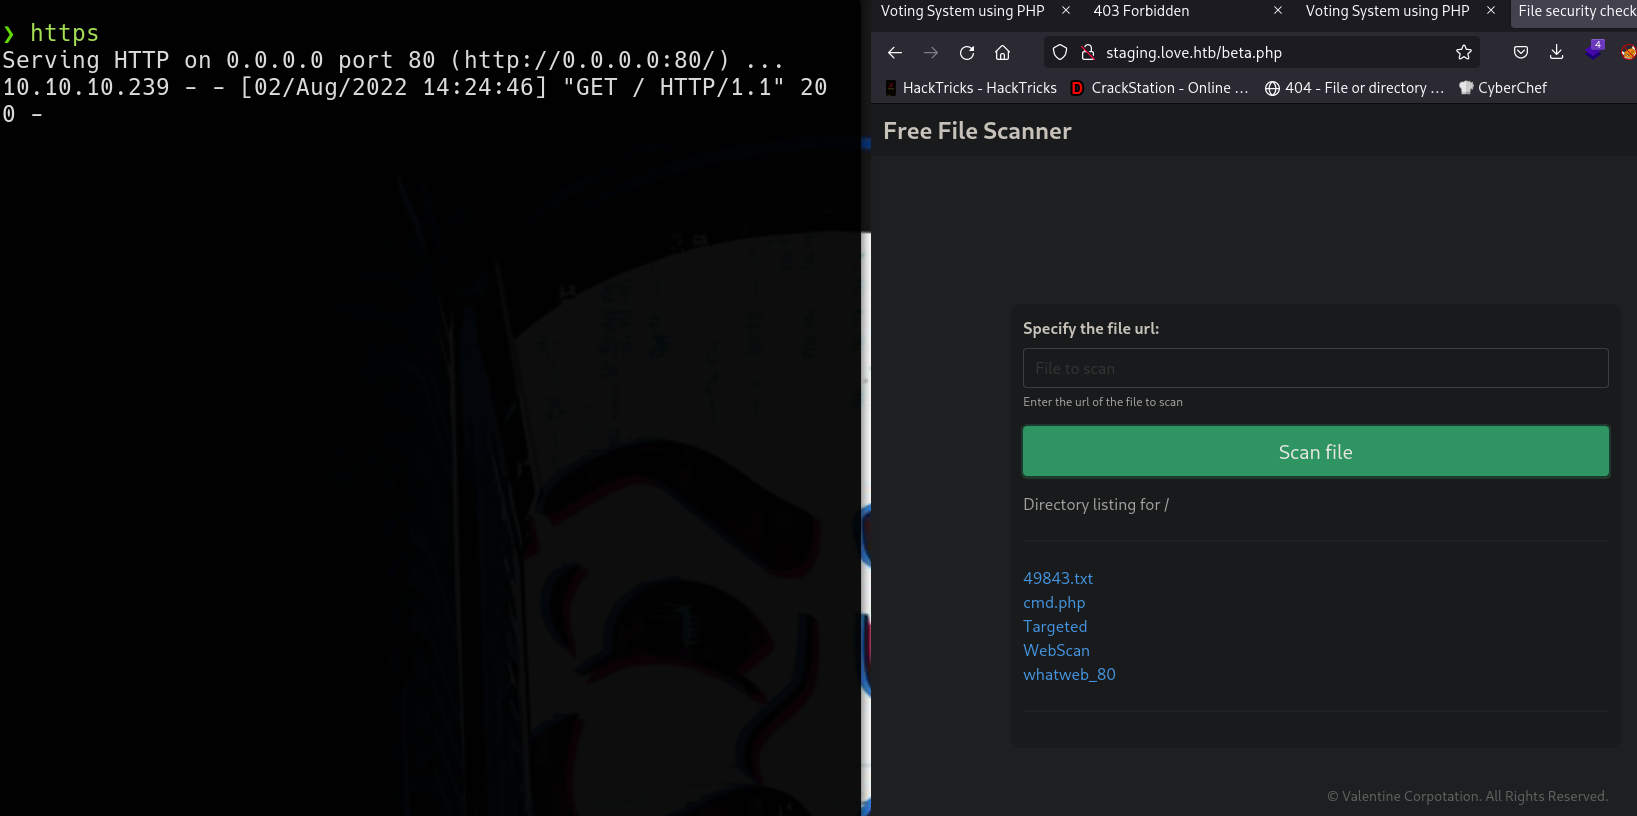 ❯ https
Serving HTTP on 0.0.0.0 port 80 (http://0.0.0.0:80/) ...
10.10.10.239 - - [02/Aug/2022 14:24:46] "GET / HTTP/1.1" 20
0 -
Voting System using PHP × 403 Forbidden × Voting System using PHP × File security check
staging.love.htb/beta.php 4
HackTricks - HackTricks D CrackStation - Online ... 404 - File or directory ... CyberChef
Free File Scanner
Specify the file url:
File to scan
Enter the url of the file to scan
Scan file
Directory listing for /
49843.txt
cmd.php
Targeted
WebScan
whatweb_80
© Valentine Corpotation. All Rights Reserved.